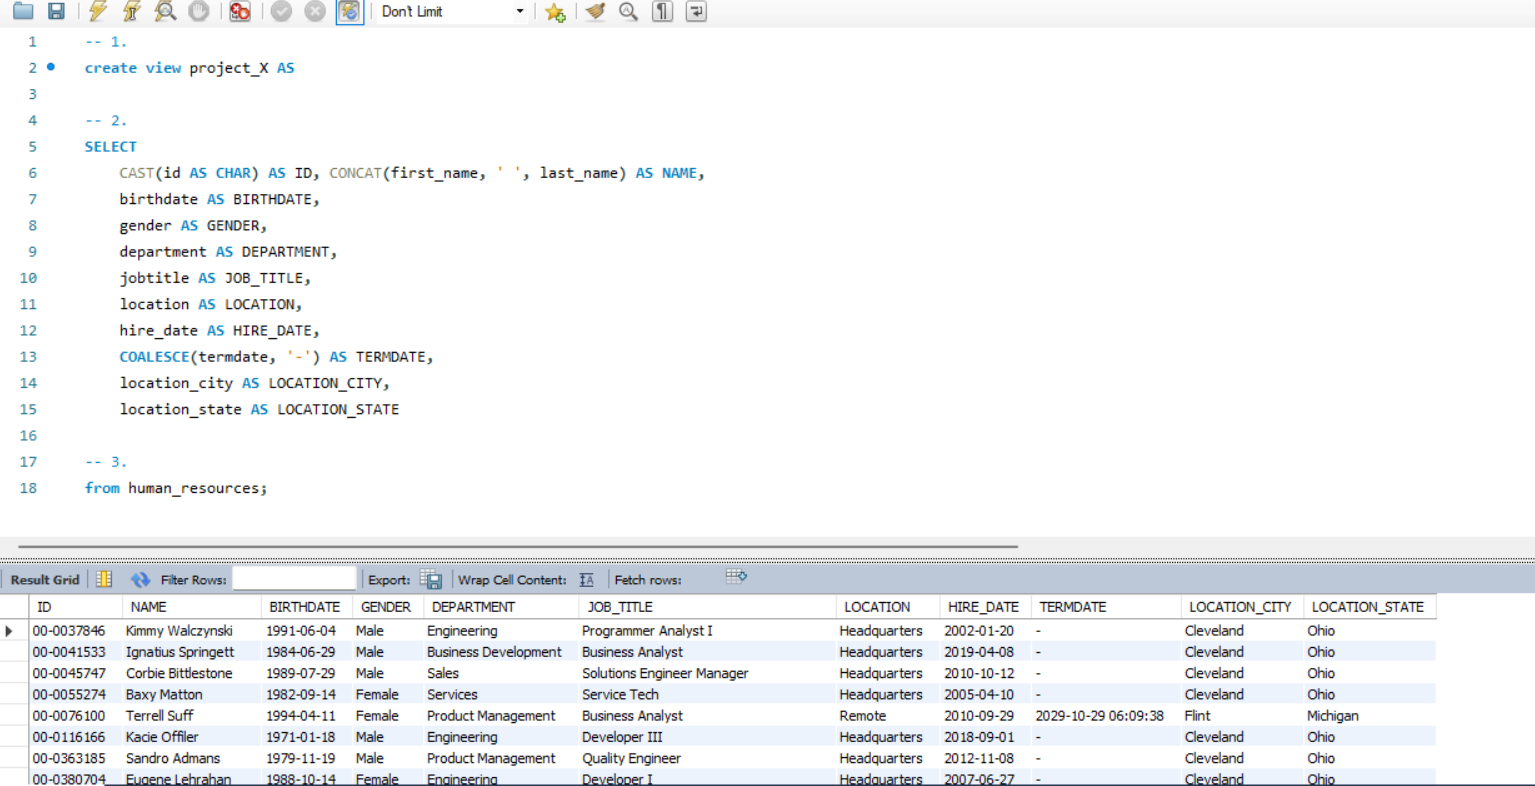 Don't Limit
1 -- 1.
2 create view project_X AS
3
4 -- 2.
5 SELECT
6 CAST(id AS CHAR) AS ID, CONCAT(first_name, ' ', last_name) AS NAME,
7 birthdate AS BIRTHDATE,
8 gender AS GENDER,
9 department AS DEPARTMENT,
10 jobtitle AS JOB_TITLE,
11 location AS LOCATION,
12 hire_date AS HIRE_DATE,
13 COALESCE(termdate, '-') AS TERMDATE,
14 location_city AS LOCATION_CITY,
15 location_state AS LOCATION_STATE
16
17 -- 3.
18 from human_resources;
Result Grid Filter Rows: Export: Wrap Cell Content: IA Fetch rows:
ID NAME BIRTHDATE GENDER DEPARTMENT JOB_TITLE LOCATION HIRE_DATE TERMDATE LOCATION_CITY LOCATION_STATE
00-0037846 Kimmy Walczynski 1991-06-04 Male Engineering Programmer Analyst I Headquarters 2002-01-20 - Cleveland Ohio
00-0041533 Ignatius Springett 1984-06-29 Male Business Development Business Analyst Headquarters 2019-04-08 - Cleveland Ohio
00-0045747 Corbie Bittlestone 1989-07-29 Male Sales Solutions Engineer Manager Headquarters 2010-10-12 - Cleveland Ohio
00-0055274 Baxy Matton 1982-09-14 Female Services Service Tech Headquarters 2005-04-10 - Cleveland Ohio
00-0076100 Terrell Suff 1994-04-11 Female Product Management Business Analyst Remote 2010-09-29 2029-10-29 06:09:38 Flint Michigan
00-0116166 Kacie Offiler 1971-01-18 Male Engineering Developer III Headquarters 2018-09-01 - Cleveland Ohio
00-0363185 Sandro Admans 1979-11-19 Male Product Management Quality Engineer Headquarters 2012-11-08 - Cleveland Ohio
00-0380704 Eugene Lehrahan 1988-10-14 Female Engineering Developer I Headquarters 2007-06-27 - Cleveland Ohio